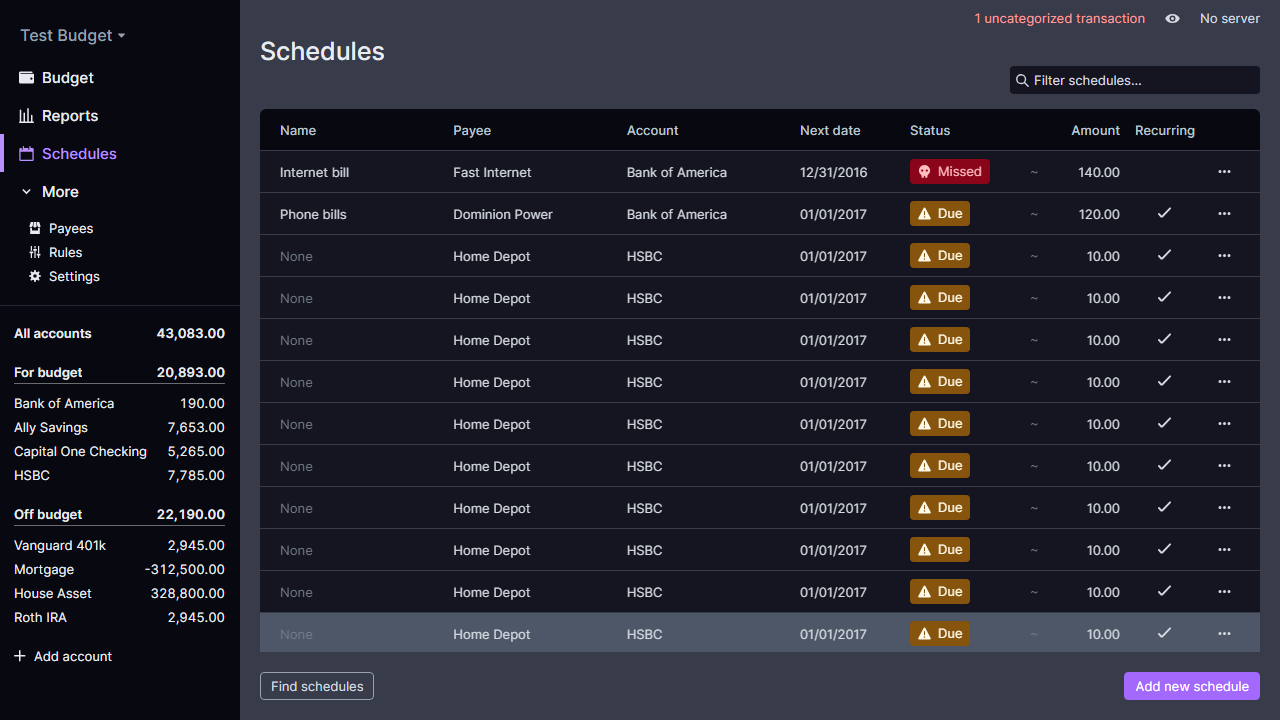 Test Budget
Budget
Reports
Schedules
More
Payees
Rules
Settings
All accounts 43,083.00
For budget 20,893.00
Bank of America 190.00
Ally Savings 7,653.00
Capital One Checking 5,265.00
HSBC 7,785.00
Off budget 22,190.00
Vanguard 401k 2,945.00
Mortgage -312,500.00
House Asset 328,800.00
Roth IRA 2,945.00
Add account
1 uncategorized transaction No server
Schedules
Filter schedules...
Name Payee Account Next date Status Amount Recurring
Internet bill Fast Internet Bank of America 12/31/2016 Missed ~ 140.00
Phone bills Dominion Power Bank of America 01/01/2017 Due ~ 120.00
None Home Depot HSBC 01/01/2017 Due ~ 10.00
None Home Depot HSBC 01/01/2017 Due ~ 10.00
None Home Depot HSBC 01/01/2017 Due ~ 10.00
None Home Depot HSBC 01/01/2017 Due ~ 10.00
None Home Depot HSBC 01/01/2017 Due ~ 10.00
None Home Depot HSBC 01/01/2017 Due ~ 10.00
None Home Depot HSBC 01/01/2017 Due ~ 10.00
None Home Depot HSBC 01/01/2017 Due ~ 10.00
None Home Depot HSBC 01/01/2017 Due ~ 10.00
None Home Depot HSBC 01/01/2017 Due ~ 10.00
Find schedules Add new schedule